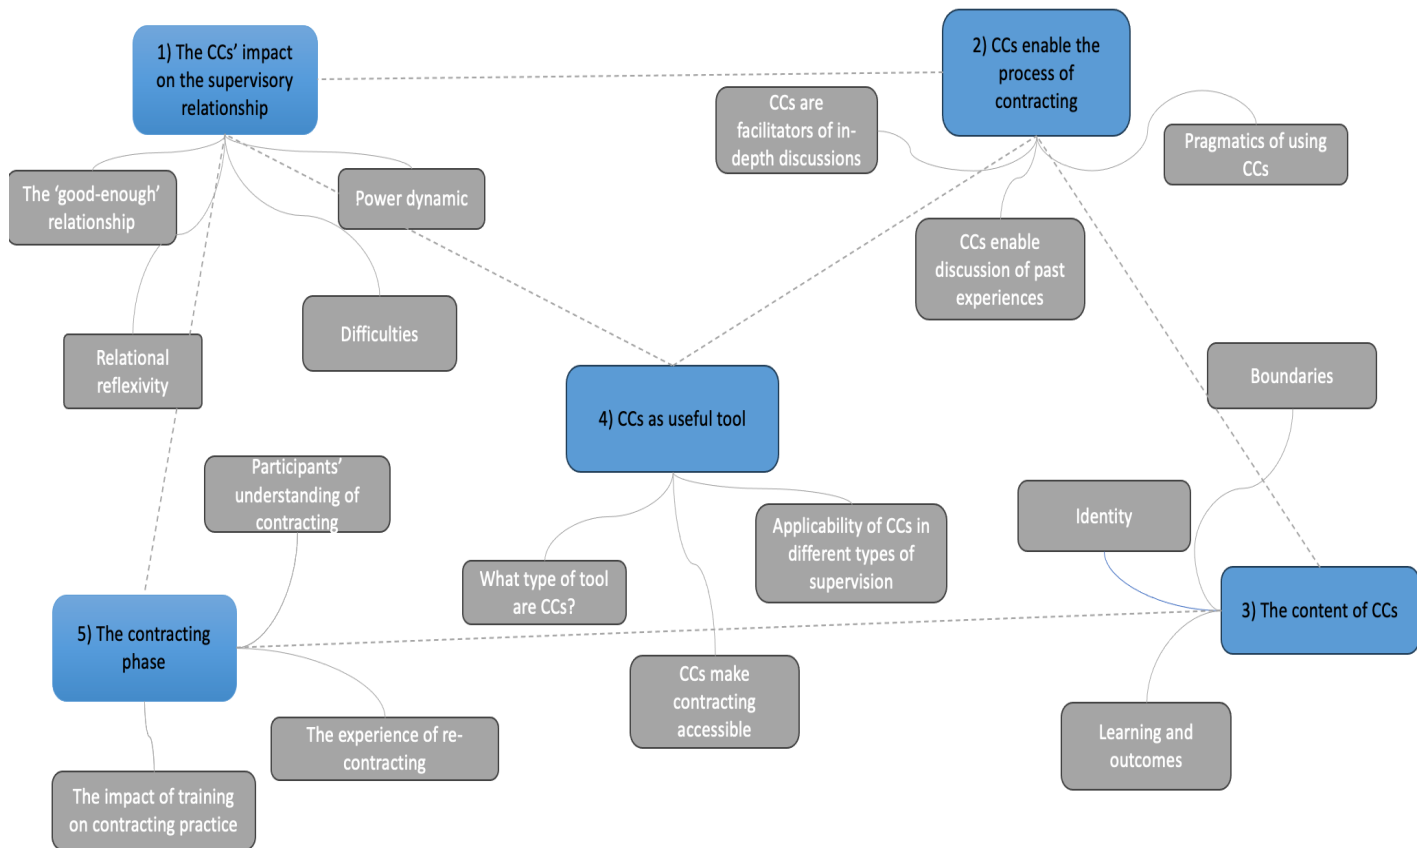 1) The CCs' impact
on the supervisory
relationship
2) CCs enable the
process of
contracting
CCs are
facilitators of in-
depth discussions
Pragmatics of using
CCs
The 'good-enough'
relationship
Power dynamic
CCs enable
discussion of past
experiences
Relational
reflexivity
Difficulties
4) CCs as useful tool
Boundaries
Participants'
understanding of
contracting
Identity
What type of tool
are CCs?
Applicability of CCs in
different types of
supervision
5) The contracting
phase
3) The content of CCs
CCs make
contracting
accessible
The experience of re-
contracting
Learning and
outcomes
The impact of training
on contracting practice